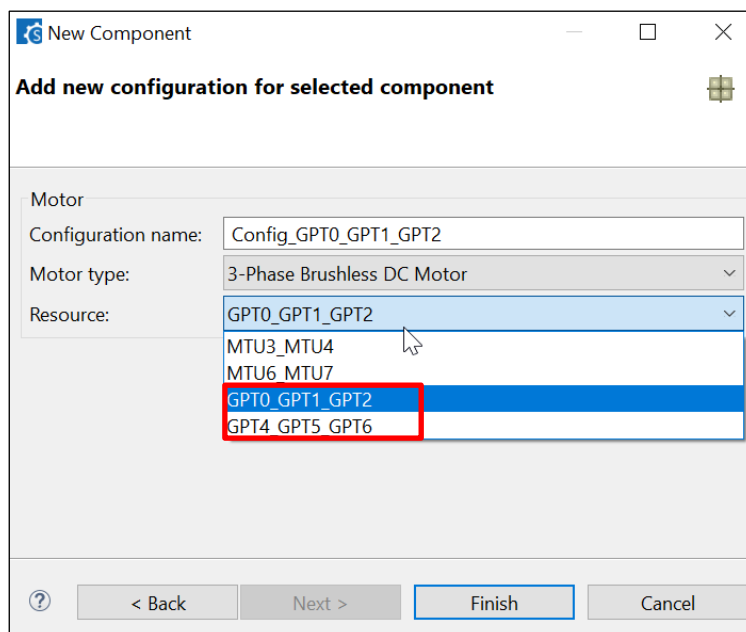 New Component
Add new configuration for selected component
Motor
Configuration name: Config_GPT0_GPT1_GPT2
Motor type: 3-Phase Brushless DC Motor
Resource: GPT0_GPT1_GPT2
MTU3_MTU4
MTU6_MTU7
GPT0_GPT1_GPT2
GPT4_GPT5_GPT6
< Back Next > Finish Cancel